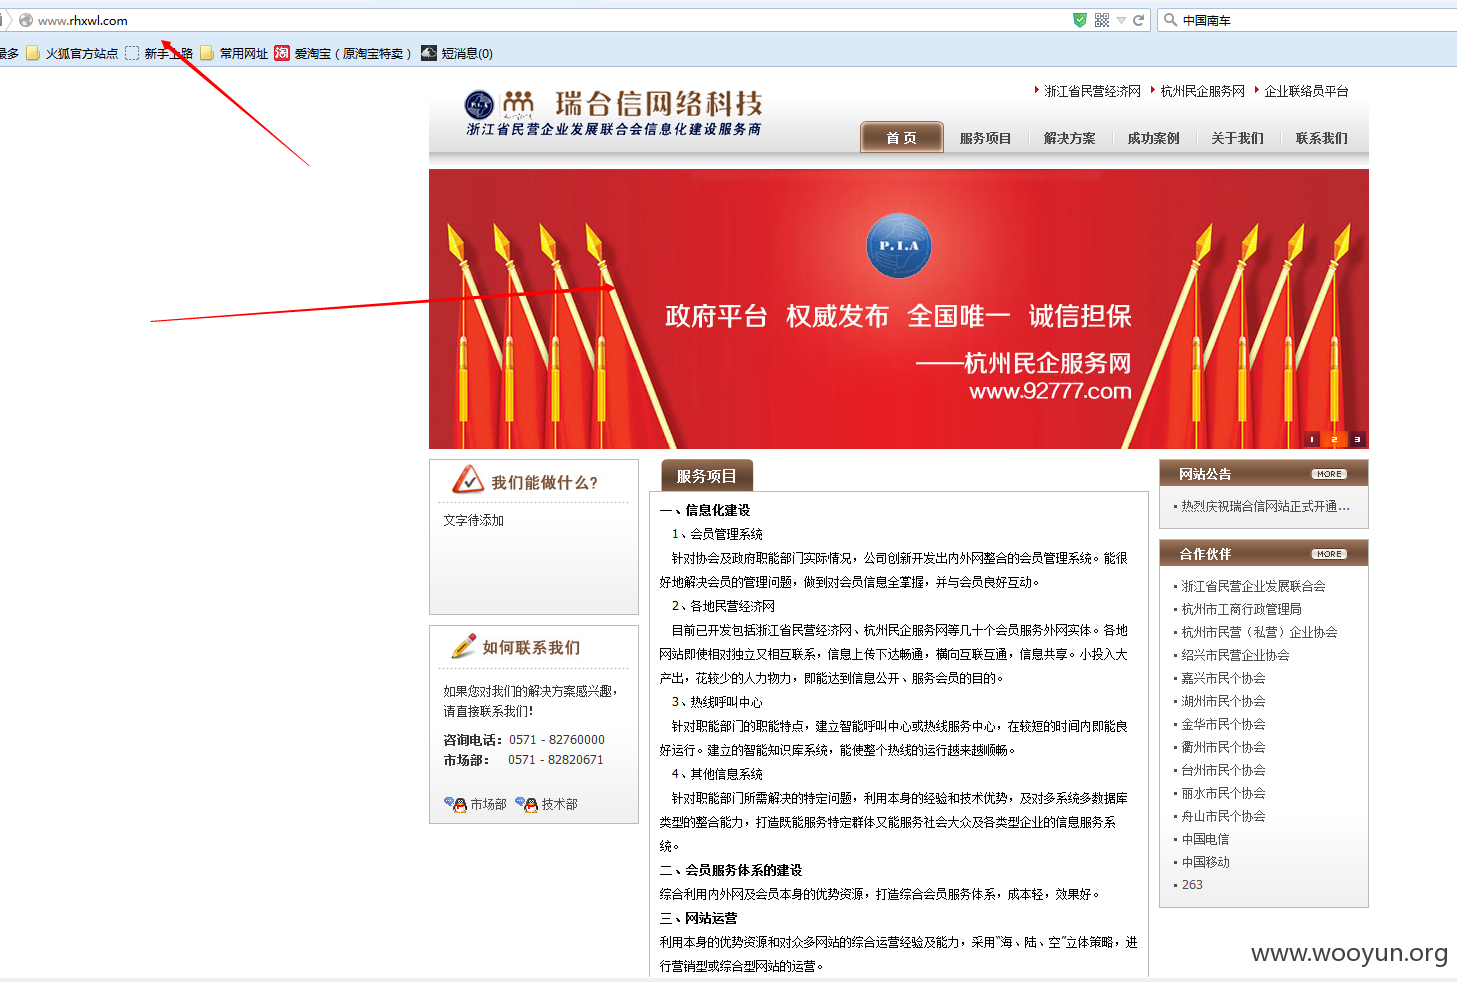 www.rhxwl.com
中国南车
最多 火狐官方站点 新手上路 常用网址 爱淘宝（原淘宝特卖） 短消息(0)
浙江省民营经济网 杭州民企服务网 企业联络员平台
P.I.A 瑞合信网络科技
浙江省民营企业发展联合会信息化建设服务商
首 页 服务项目 解决方案 成功案例 关于我们 联系我们
P.I.A
政府平台 权威发布 全国唯一 诚信担保
——杭州民企服务网
www.92777.com
1 2 3
我们能做什么?
文字待添加
如何联系我们
如果您对我们的解决方案感兴趣，
请直接联系我们！
咨询电话：0571 - 82760000
市场部： 0571 - 82820671
市场部 技术部
服务项目
一、信息化建设
1、会员管理系统
针对协会及政府职能部门实际情况，公司创新开发出内外网整合的会员管理系统。能很
好地解决会员的管理问题，做到对会员信息全掌握，并与会员良好互动。
2、各地民营经济网
目前已开发包括浙江省民营经济网、杭州民企服务网等几十个会员服务外网实体。各地
网站即使相对独立又相互联系，信息上传下达畅通，横向互联互通，信息共享。小投入大
产出，花较少的人力物力，即能达到信息公开、服务会员的目的。
3、热线呼叫中心
针对职能部门的职能特点，建立智能呼叫中心或热线服务中心，在较短的时间内即能良
好运行。建立的智能知识库系统，能使整个热线的运行越来越顺畅。
4、其他信息系统
针对职能部门所需解决的特定问题，利用本身的经验和技术优势，及对多系统多数据库
类型的整合能力，打造既能服务特定群体又能服务社会大众及各类型企业的信息服务系
统。
二、会员服务体系的建设
综合利用内外网及会员本身的优势资源，打造综合会员服务体系，成本轻，效果好。
三、网站运营
利用本身的优势资源和对众多网站的综合运营经验及能力，采用“海、陆、空”立体策略，进
行营销型或综合型网站的运营。
网站公告 MORE
热烈庆祝瑞合信网站正式开通...
合作伙伴 MORE
浙江省民营企业发展联合会
杭州市工商行政管理局
杭州市民营（私营）企业协会
绍兴市民营企业协会
嘉兴市民个协会
湖州市民个协会
金华市民个协会
衢州市民个协会
台州市民个协会
丽水市民个协会
舟山市民个协会
中国电信
中国移动
263
www.wooyun.org